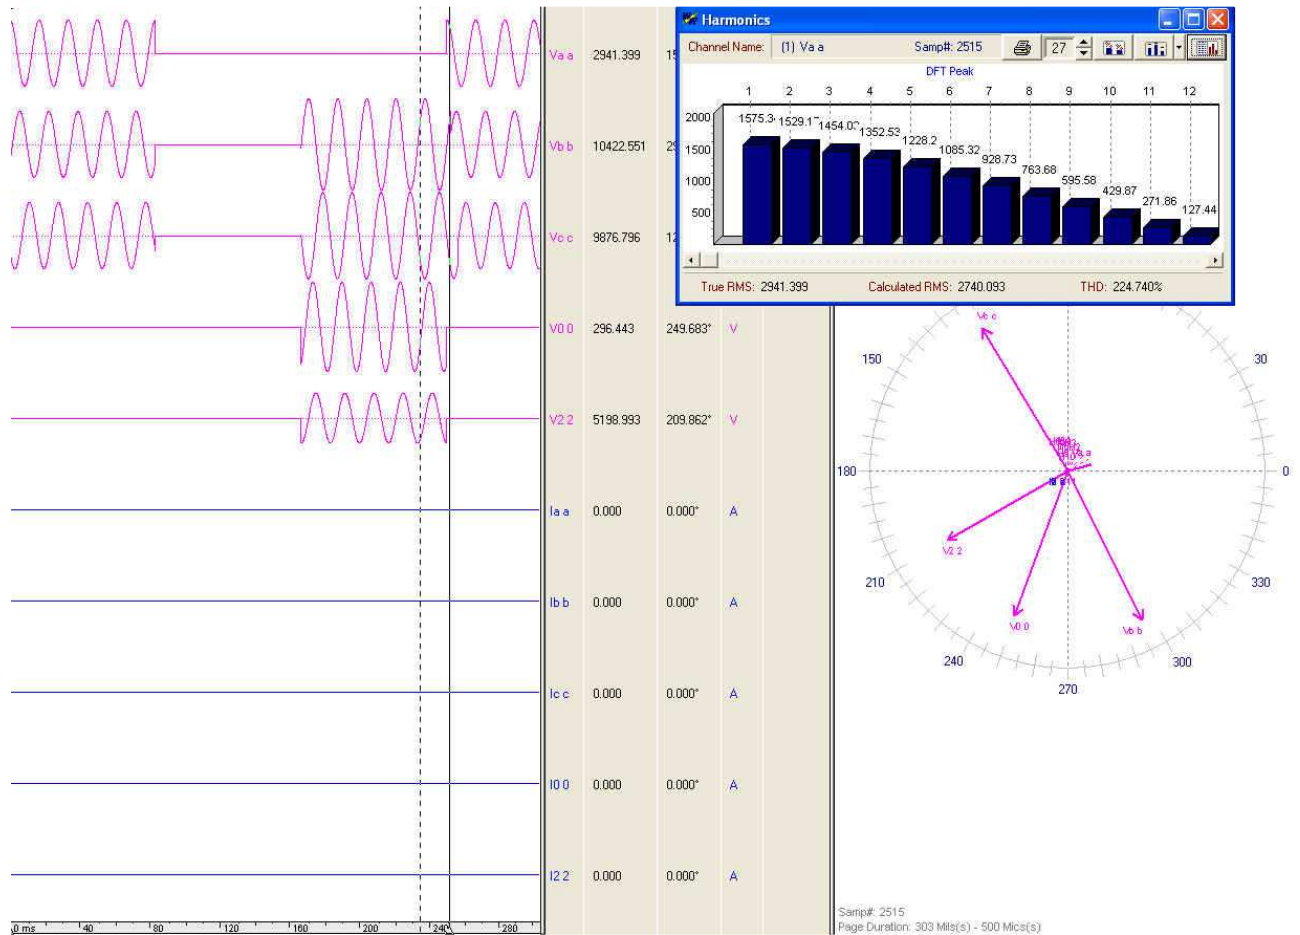 Harmonics
Channel Name: (1) Va a Samp#: 2515 27
DFT Peak
1 2 3 4 5 6 7 8 9 10 11 12
2000
1500
1000
500
1454.0
1352.53
1228.2
1085.32
928.73
763.68
595.58
429.87
271.86
127.44
True RMS: 2941.399 Calculated RMS: 2740.093 THD: 224.740%
Va a 2941.399 15
Vb b 10422.551 29
Vc c 9876.796 12
V0 0 296.443 249.683° V
V2 2 5198.993 209.862° V
Ia a 0.000 0.000° A
Ib b 0.000 0.000° A
Ic c 0.000 0.000° A
I0 0 0.000 0.000° A
I2 2 0.000 0.000° A
0 ms 40 80 120 160 200 240 280
Vc c
150
30
180
0
V2 2
210
330
V0 0
Vb b
240
300
270
Samp#: 2515
Page Duration: 303 Mils(s) - 500 Mics(s)